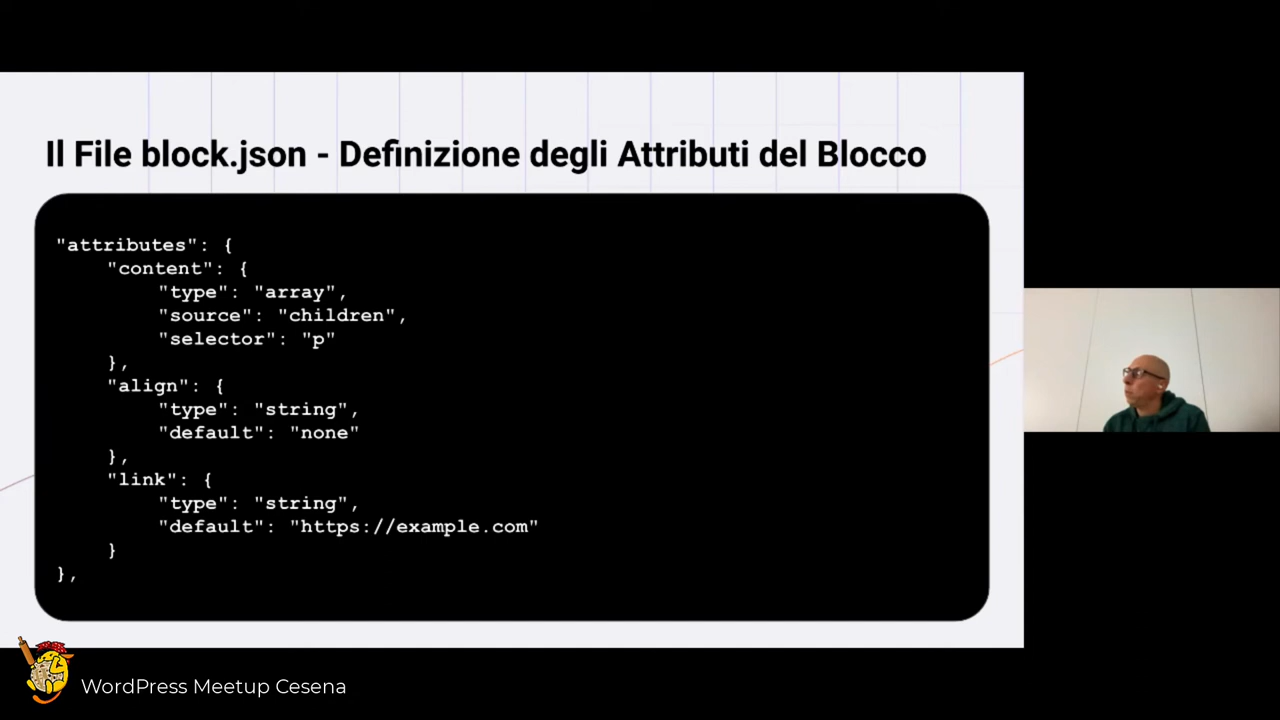 Il File block.json - Definizione degli Attributi del Blocco
"attributes": {
"content": {
"type": "array",
"source": "children",
"selector": "p"
},
"align": {
"type": "string",
"default": "none"
},
"link": {
"type": "string",
"default": "https://example.com"
}
},
WordPress Meetup Cesena